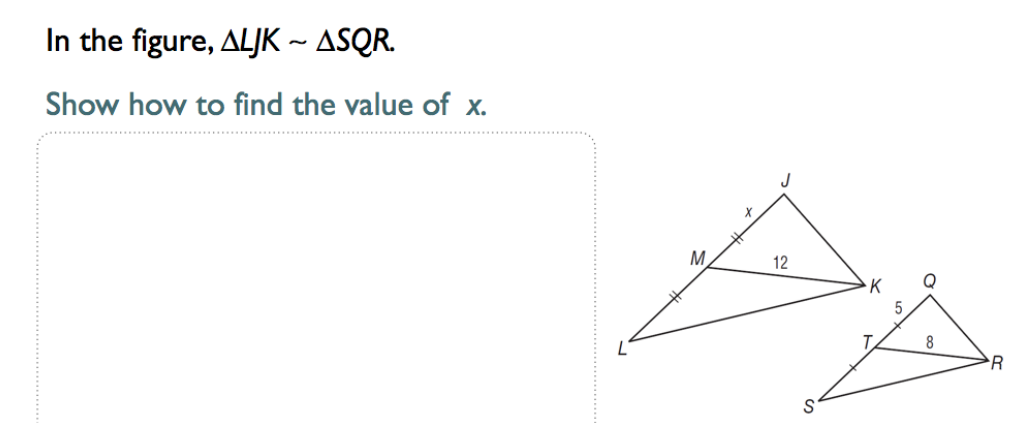 In the figure, ΔLJK ~ ΔSQR.
Show how to find the value of x.
J
x
M
12
K
Q
5
L
T
8
R
S